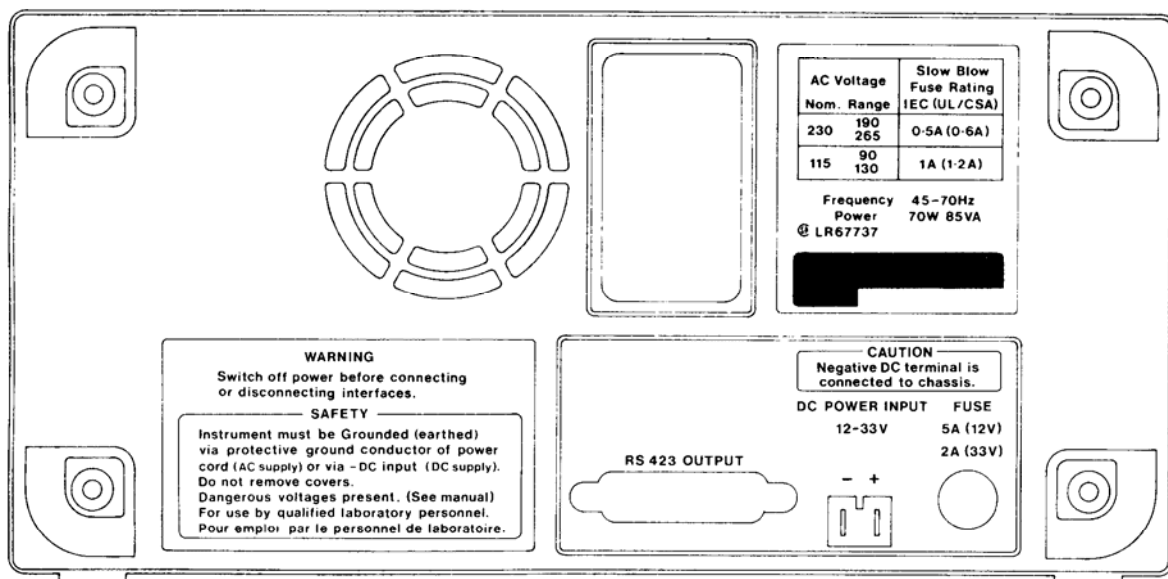 AC Voltage
Slow Blow
Fuse Rating
Nom. Range
IEC (UL/CSA)
230 190 265 0·5A (0·6A)
115 90 130 1A (1·2A)
Frequency 45-70Hz
Power 70W 85VA
LR67737
WARNING
Switch off power before connecting
or disconnecting interfaces.
SAFETY
Instrument must be Grounded (earthed)
via protective ground conductor of power
cord (AC supply) or via -DC input (DC supply).
Do not remove covers.
Dangerous voltages present. (See manual)
For use by qualified laboratory personnel.
Pour emploi par le personnel de laboratoire.
CAUTION
Negative DC terminal is
connected to chassis.
DC POWER INPUT FUSE
12-33V 5A (12V)
2A (33V)
RS 423 OUTPUT
- +